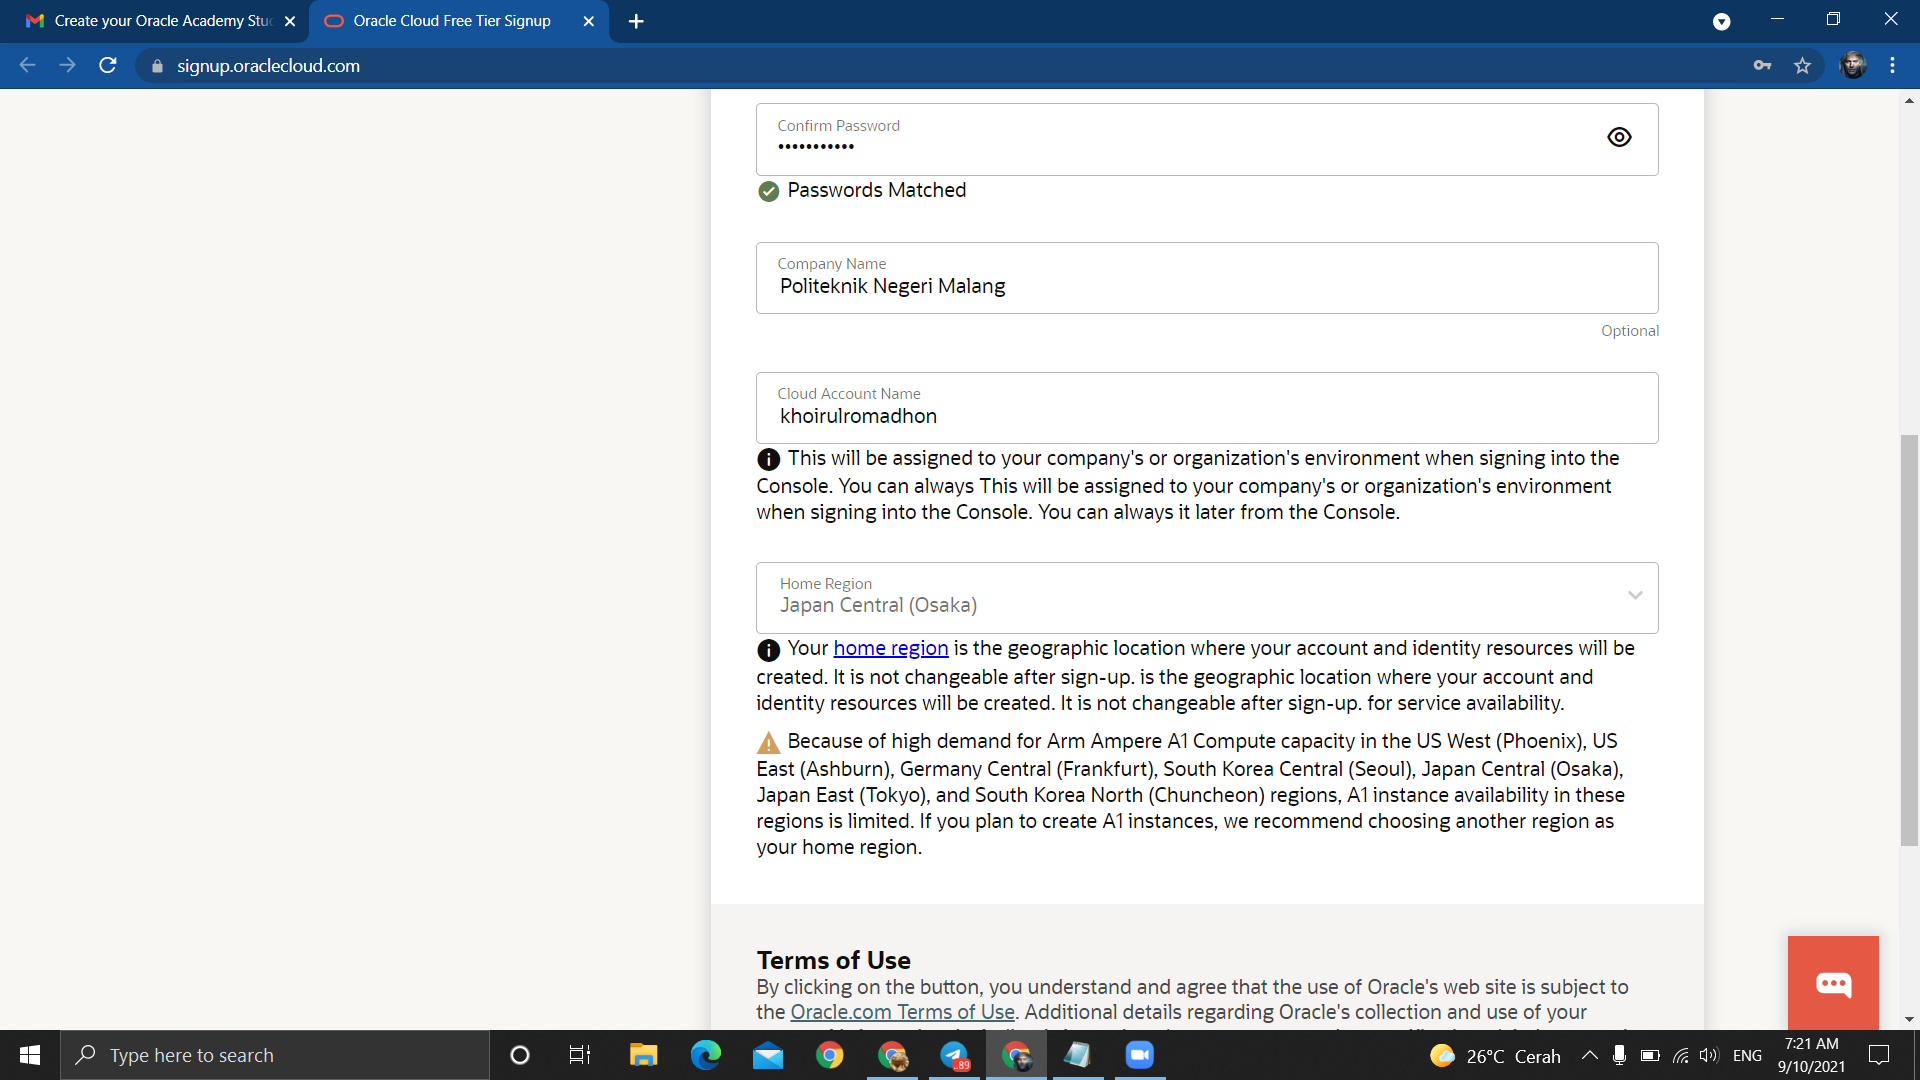 Create your Oracle Academy Stu
Oracle Cloud Free Tier Signup
signup.oraclecloud.com
Confirm Password
•••••••••••
Passwords Matched
Company Name
Politeknik Negeri Malang
Optional
Cloud Account Name
khoirulromadhon
This will be assigned to your company's or organization's environment when signing into the
Console. You can always This will be assigned to your company's or organization's environment
when signing into the Console. You can always it later from the Console.
Home Region
Japan Central (Osaka)
Your home region is the geographic location where your account and identity resources will be
created. It is not changeable after sign-up. is the geographic location where your account and
identity resources will be created. It is not changeable after sign-up. for service availability.
Because of high demand for Arm Ampere A1 Compute capacity in the US West (Phoenix), US
East (Ashburn), Germany Central (Frankfurt), South Korea Central (Seoul), Japan Central (Osaka),
Japan East (Tokyo), and South Korea North (Chuncheon) regions, A1 instance availability in these
regions is limited. If you plan to create A1 instances, we recommend choosing another region as
your home region.
Terms of Use
By clicking on the button, you understand and agree that the use of Oracle's web site is subject to
the Oracle.com Terms of Use. Additional details regarding Oracle's collection and use of your
Type here to search
..89
26°C Cerah
ENG
7:21 AM
9/10/2021